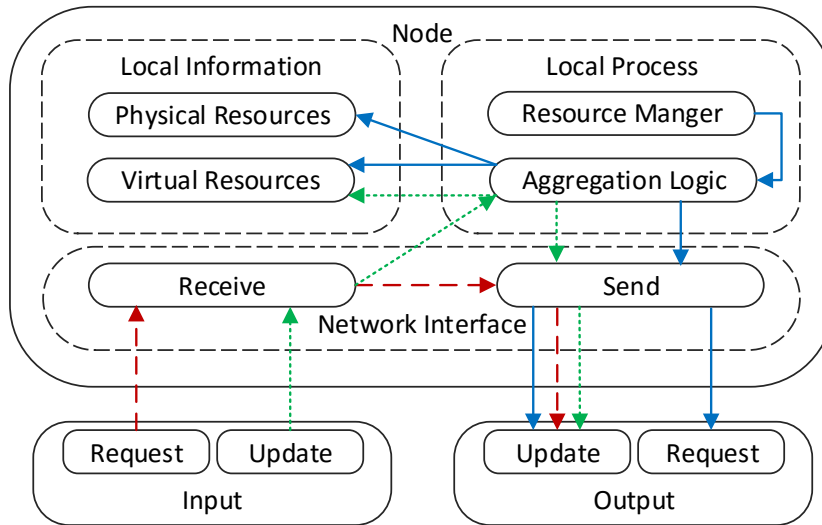 Node
Local Information
Local Process
Physical Resources
Resource Manger
Virtual Resources
Aggregation Logic
Receive
Send
Network Interface
Request
Update
Update
Request
Input
Output